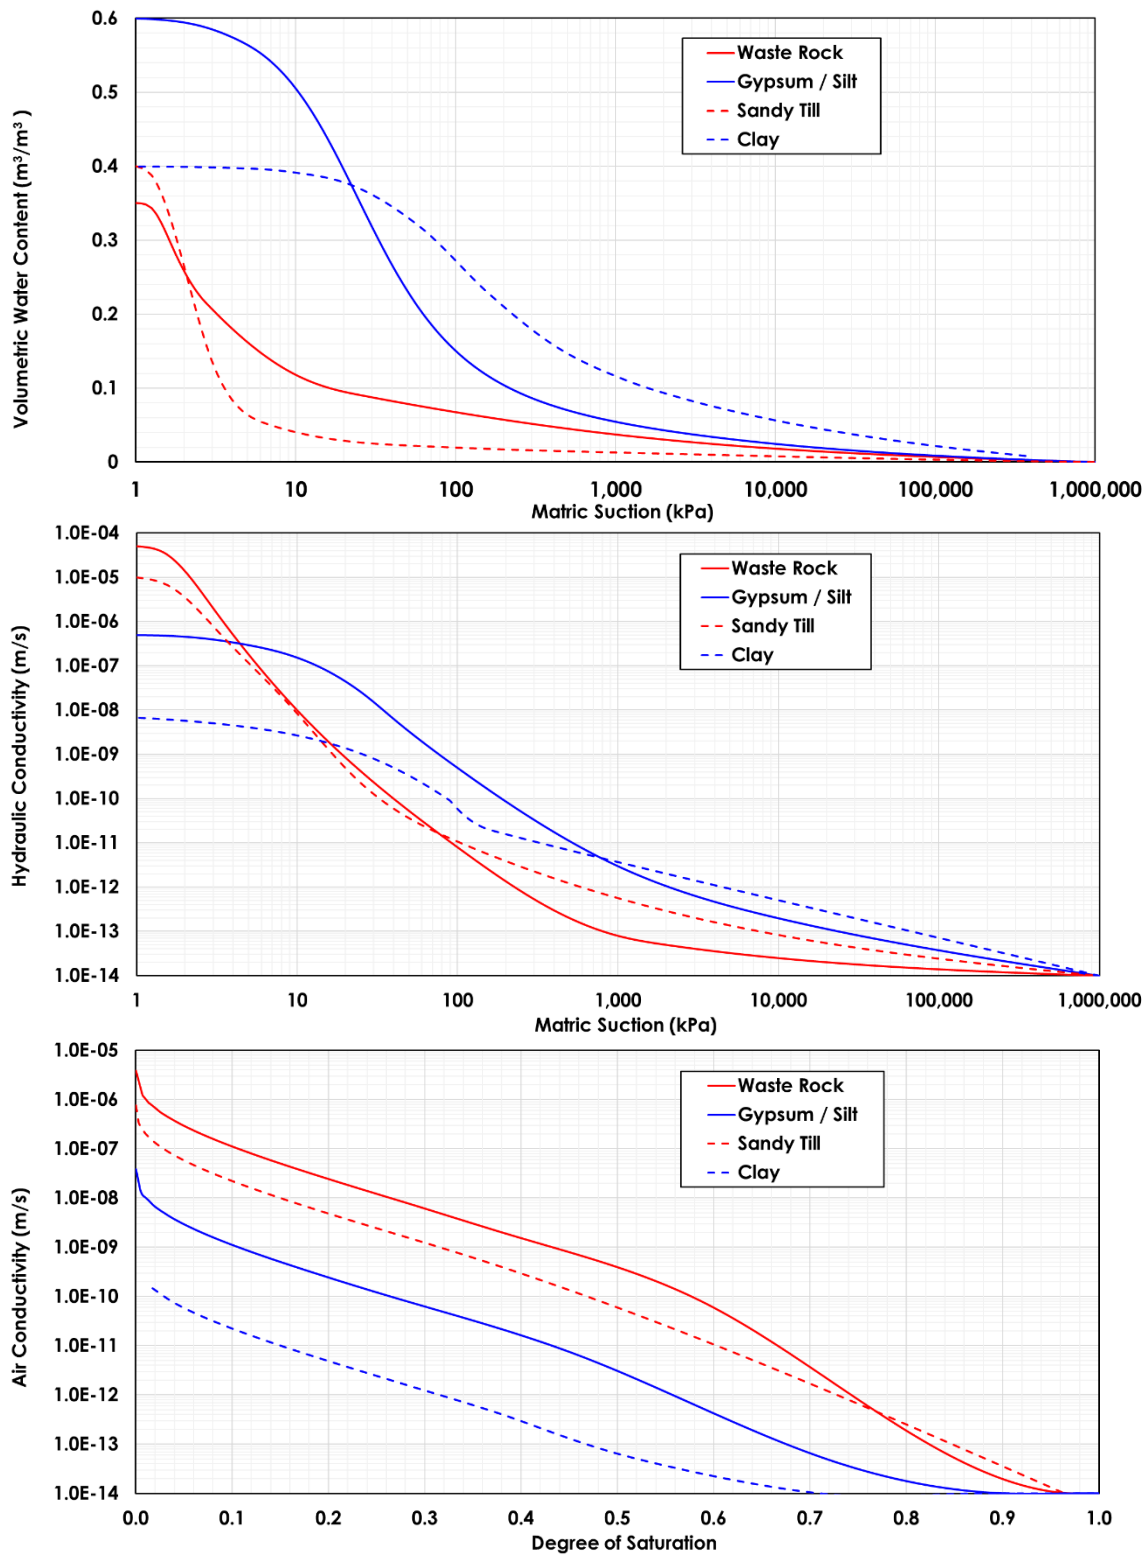 Volumetric Water Content (m³/m³ )
0.6
0.5
0.4
0.3
0.2
0.1
0
Waste Rock
Gypsum / Silt
Sandy Till
Clay
1 10 100 1,000 10,000 100,000 1,000,000
Matric Suction (kPa)
Hydraulic Conductivity (m/s)
1.0E-04
1.0E-05
1.0E-06
1.0E-07
1.0E-08
1.0E-09
1.0E-10
1.0E-11
1.0E-12
1.0E-13
1.0E-14
Waste Rock
Gypsum / Silt
Sandy Till
Clay
1 10 100 1,000 10,000 100,000 1,000,000
Matric Suction (kPa)
Air Conductivity (m/s)
1.0E-05
1.0E-06
1.0E-07
1.0E-08
1.0E-09
1.0E-10
1.0E-11
1.0E-12
1.0E-13
1.0E-14
Waste Rock
Gypsum / Silt
Sandy Till
Clay
0.0 0.1 0.2 0.3 0.4 0.5 0.6 0.7 0.8 0.9 1.0
Degree of Saturation